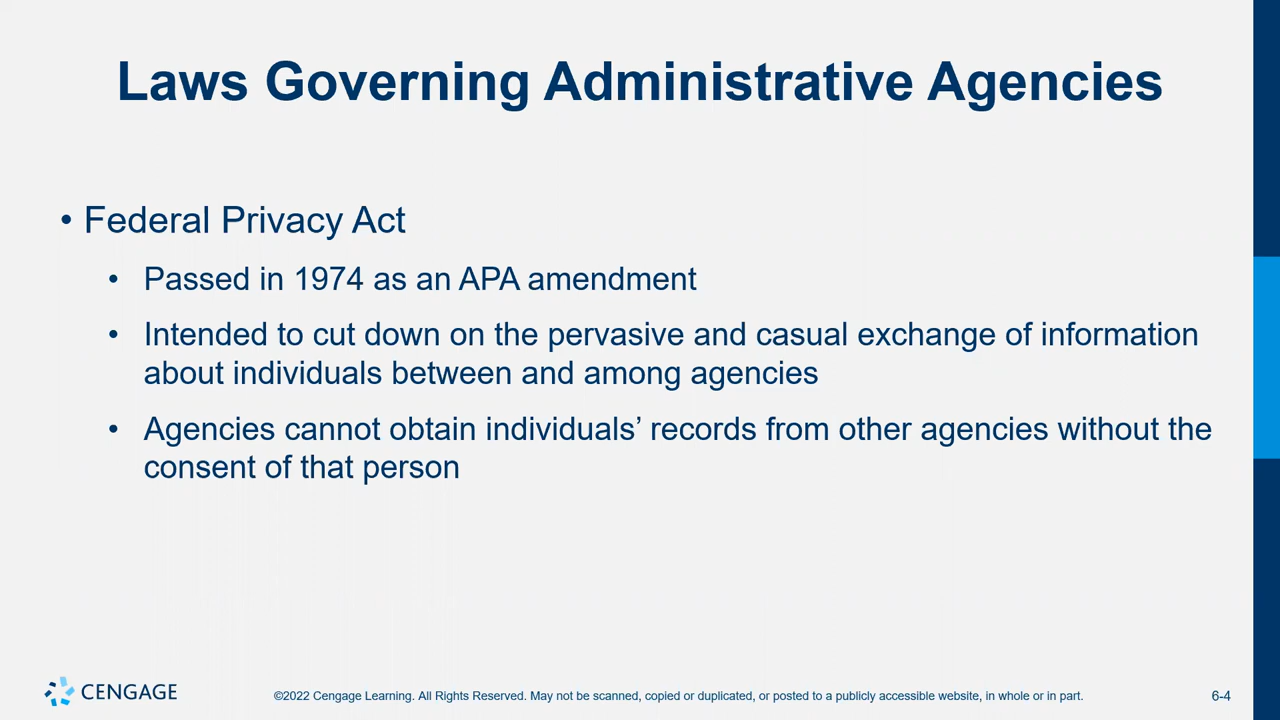 Laws Governing Administrative Agencies
• Federal Privacy Act
• Passed in 1974 as an APA amendment
• Intended to cut down on the pervasive and casual exchange of information
about individuals between and among agencies
• Agencies cannot obtain individuals’ records from other agencies without the
consent of that person
CENGAGE
©2022 Cengage Learning. All Rights Reserved. May not be scanned, copied or duplicated, or posted to a publicly accessible website, in whole or in part.
6-4